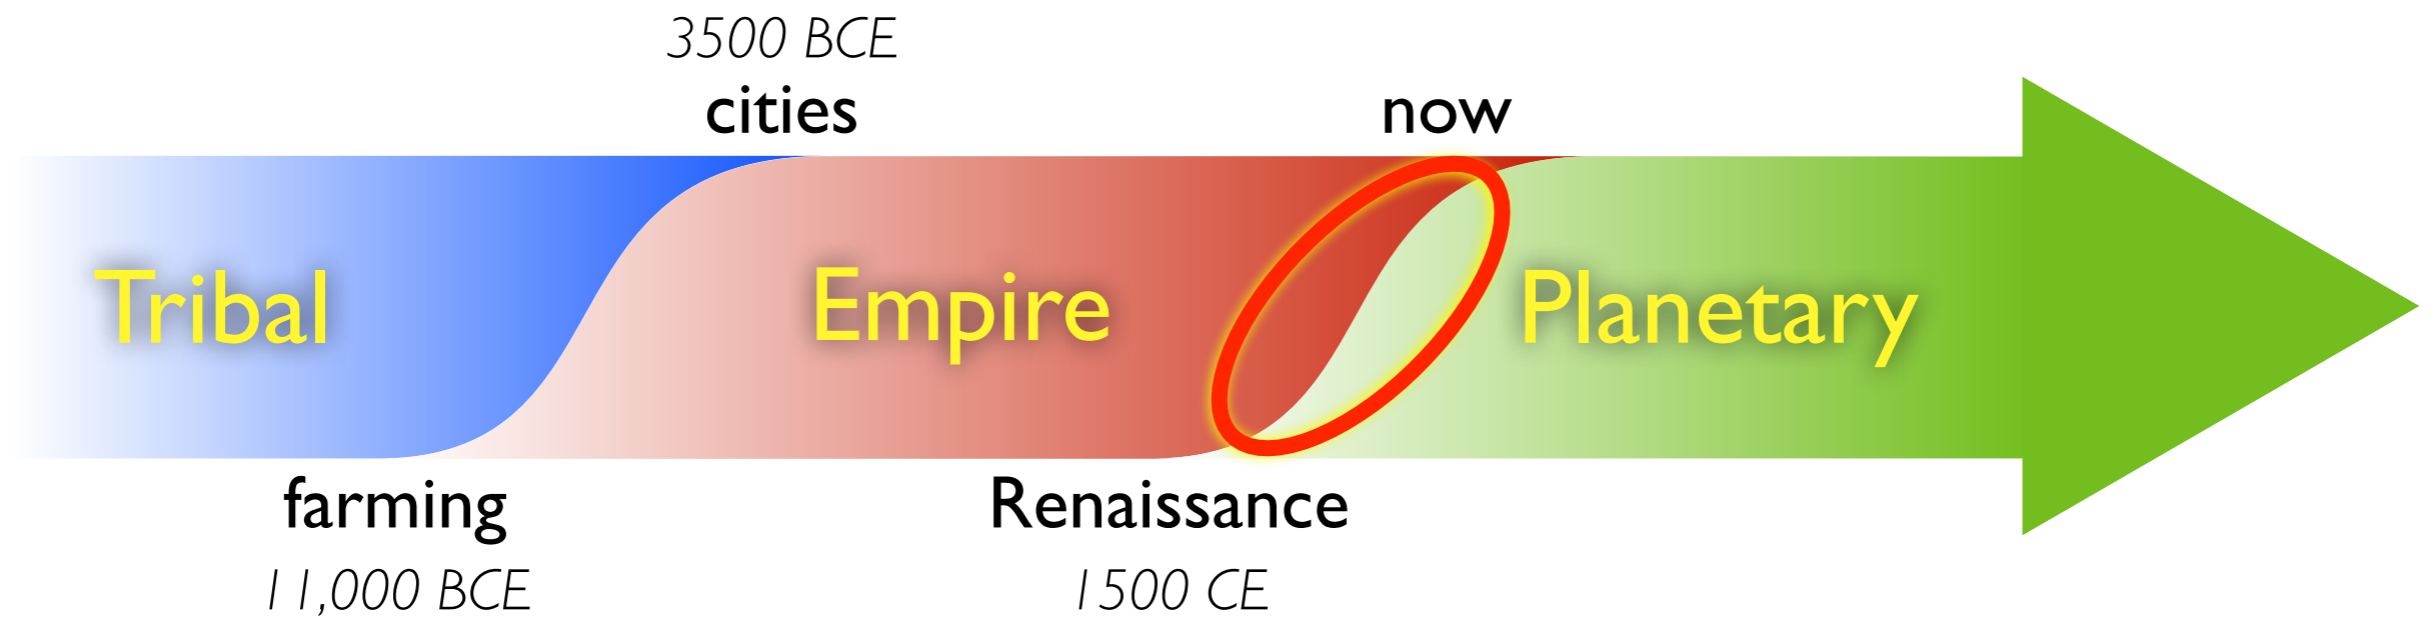 3500 BCE
cities
now
Tribal
Empire
Planetary
farming
11,000 BCE
Renaissance
1500 CE